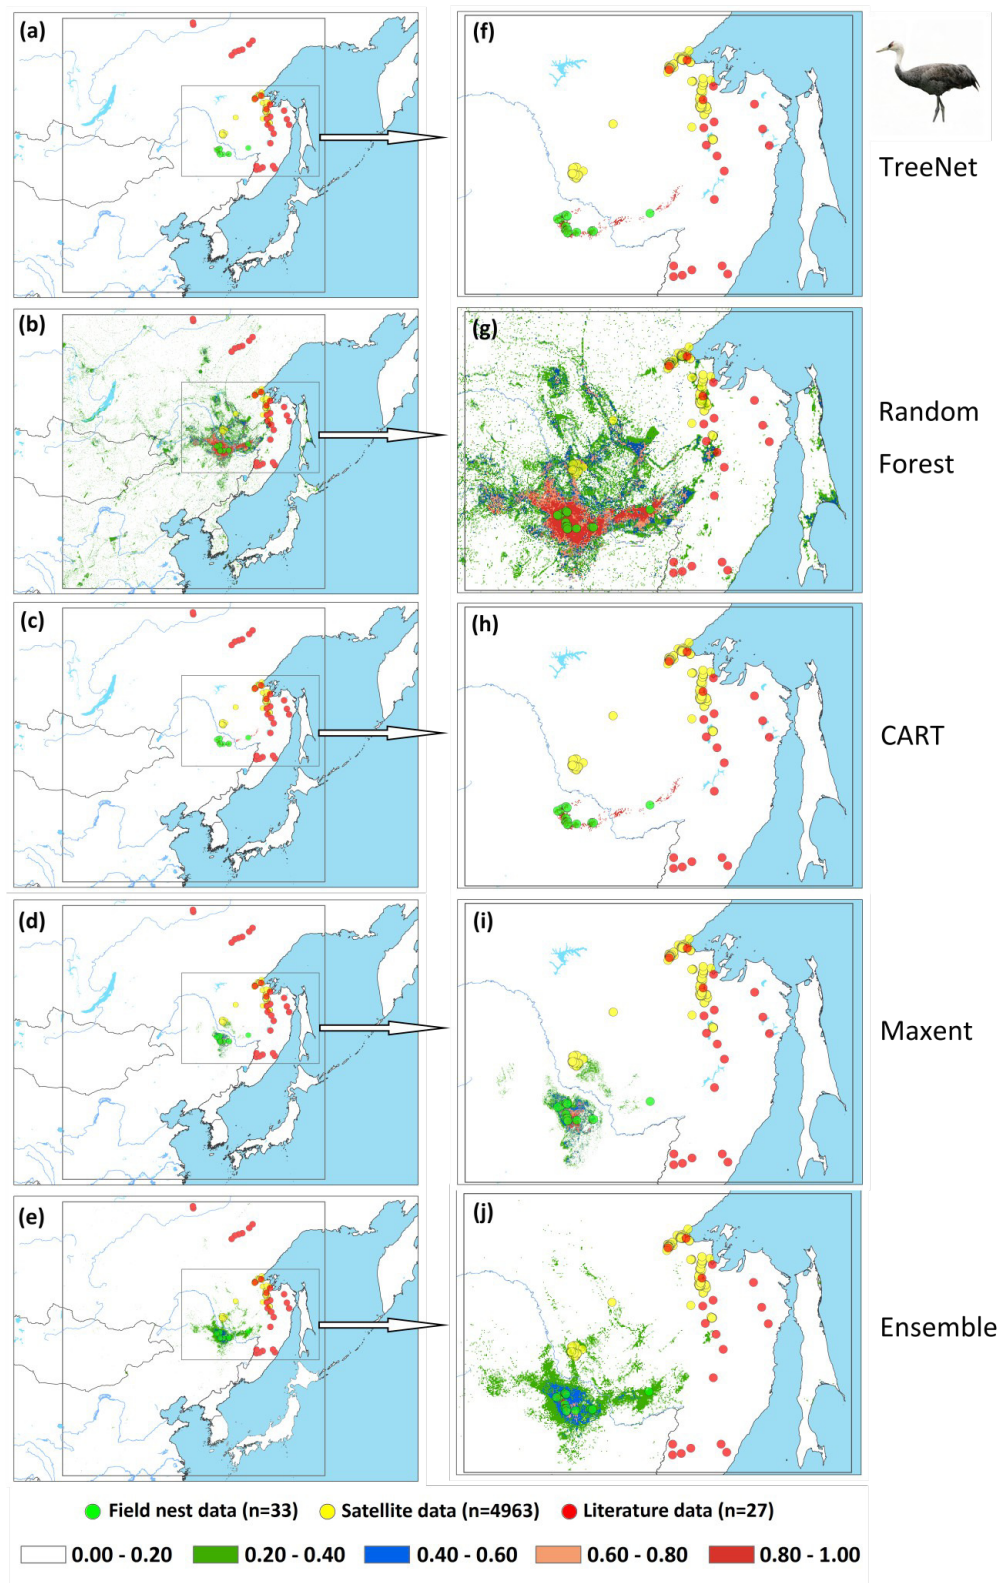 (a)
(f)
TreeNet
(b)
(g)
Random
Forest
(c)
(h)
CART
(d)
(i)
Maxent
(e)
(j)
Ensemble
Field nest data (n=33) Satellite data (n=4963) Literature data (n=27)
0.00 - 0.20 0.20 - 0.40 0.40 - 0.60 0.60 - 0.80 0.80 - 1.00